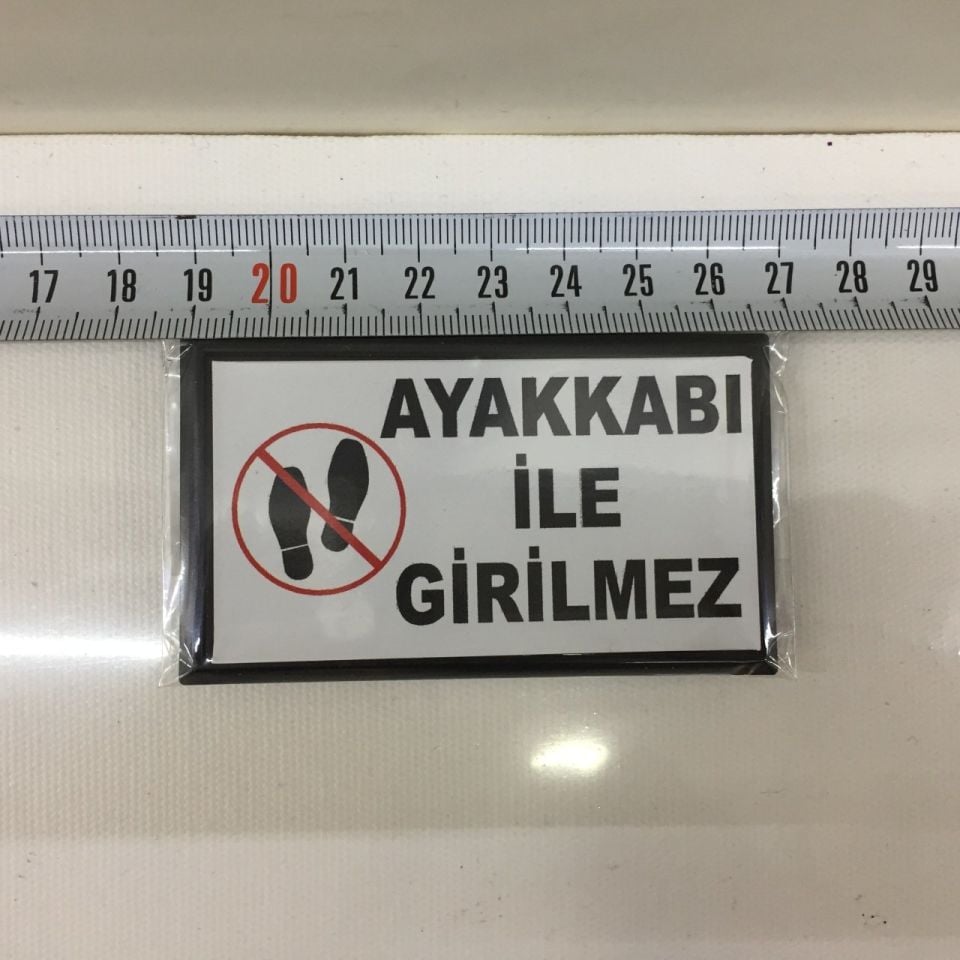 17 18 19 20 21 22 23 24 25 26 27 28 29
AYAKKABI
İLE
GİRİLMEZ